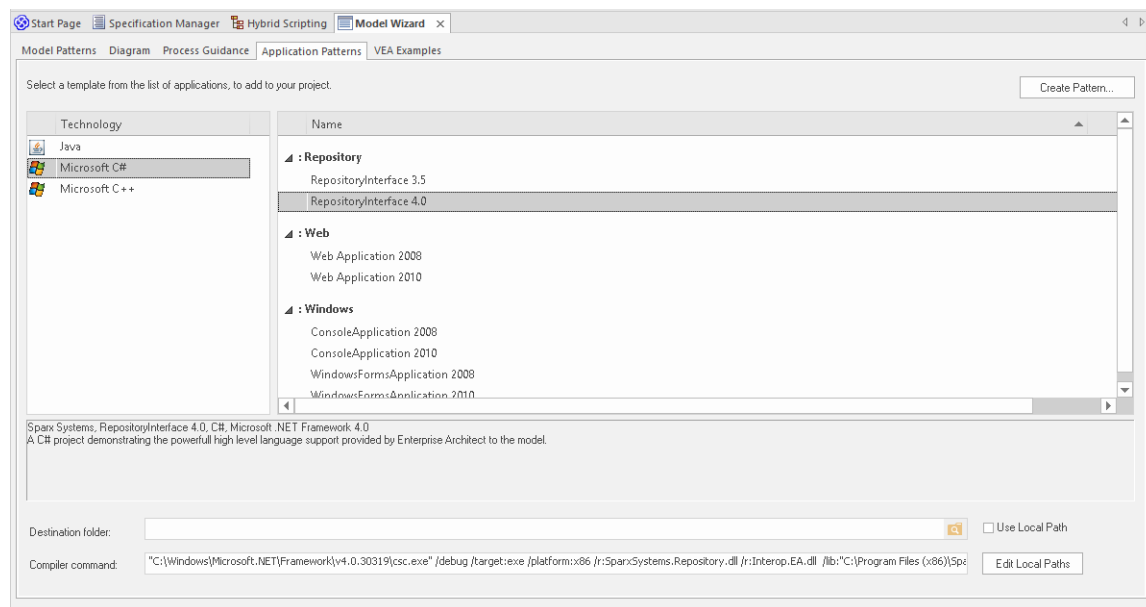 Start Page Specification Manager Hybrid Scripting Model Wizard
Model Patterns Diagram Process Guidance Application Patterns VEA Examples
Select a template from the list of applications, to add to your project.
Create Pattern...
Technology
Name
Java
Microsoft C#
Microsoft C++
: Repository
RepositoryInterface 3.5
RepositoryInterface 4.0
: Web
Web Application 2008
Web Application 2010
: Windows
ConsoleApplication 2008
ConsoleApplication 2010
WindowsFormsApplication 2008
WindowsFormsApplication 2010
Sparx Systems, RepositoryInterface 4.0, C#, Microsoft .NET Framework 4.0
A C# project demonstrating the powerfull high level language support provided by Enterprise Architect to the model.
Destination folder:
Use Local Path
Compiler command:
"C:\Windows\Microsoft.NET\Framework\v4.0.30319\csc.exe" /debug /target:exe /platform:x86 /r:SparxSystems.Repository.dll /r:Interop.EA.dll /lib:"C:\Program Files (x86)\Spa
Edit Local Paths